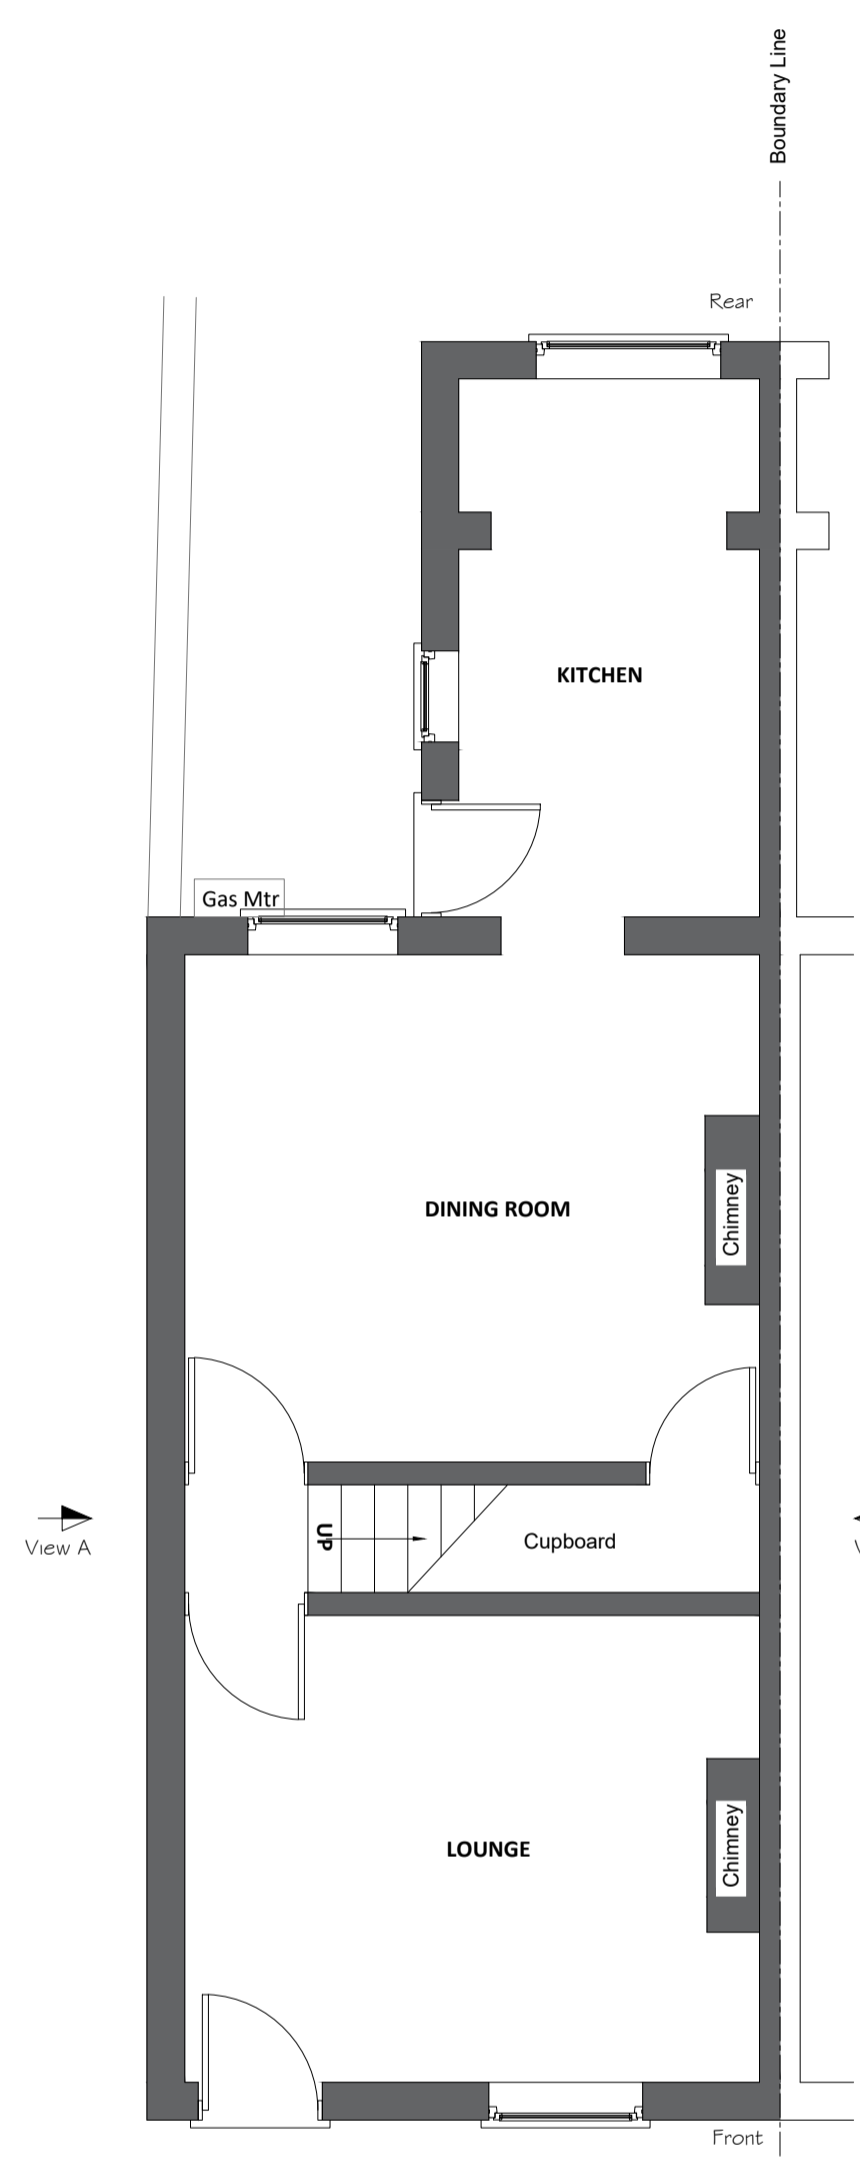 Boundary Line
Rear
KITCHEN
Gas Mtr
DINING ROOM
Chimney
UP
Cupboard
View A
LOUNGE
Chimney
Front